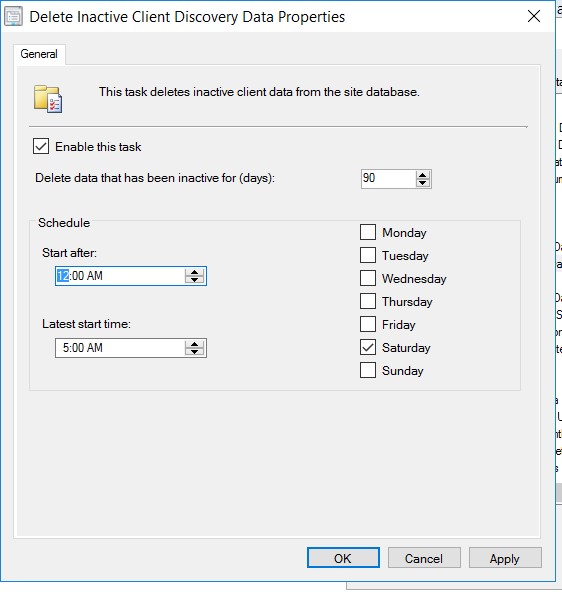 Delete Inactive Client Discovery Data Properties
General
This task deletes inactive client data from the site database.
Enable this task
Delete data that has been inactive for (days):
90
Schedule
Start after:
12:00 AM
Latest start time:
5:00 AM
Monday
Tuesday
Wednesday
Thursday
Friday
Saturday
Sunday
OK
Cancel
Apply